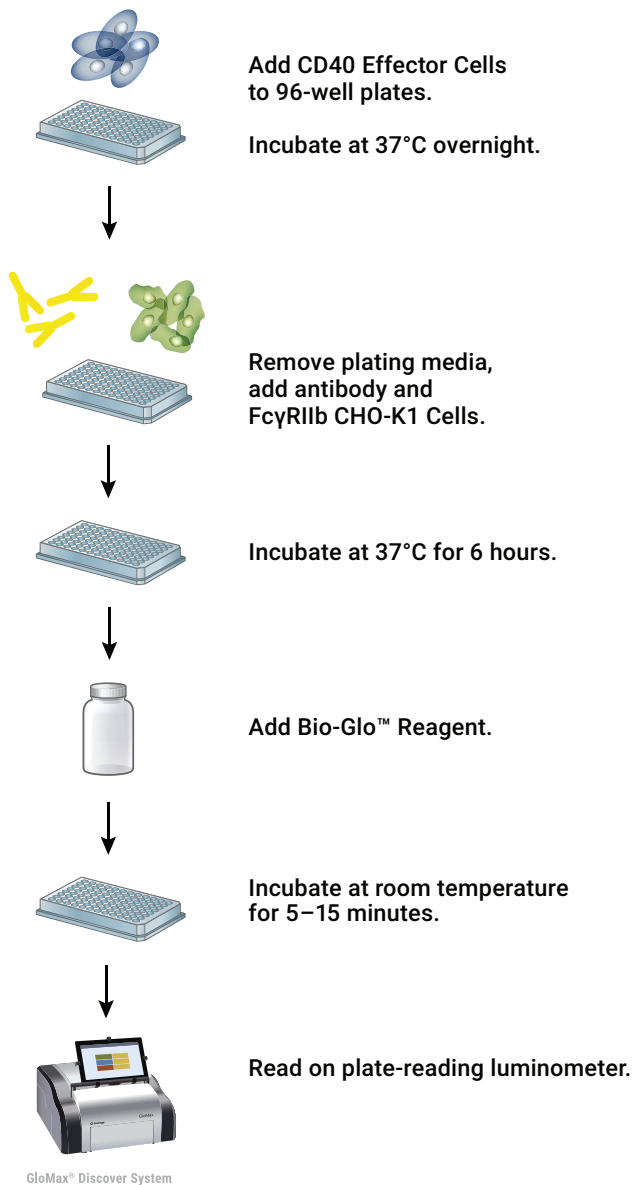 Add CD40 Effector Cells
to 96-well plates.
Incubate at 37°C overnight.
Remove plating media,
add antibody and
FcγRIIb CHO-K1 Cells.
Incubate at 37°C for 6 hours.
Add Bio-Glo™ Reagent.
Incubate at room temperature
for 5–15 minutes.
Read on plate-reading luminometer.
GloMax
GloMax® Discover System